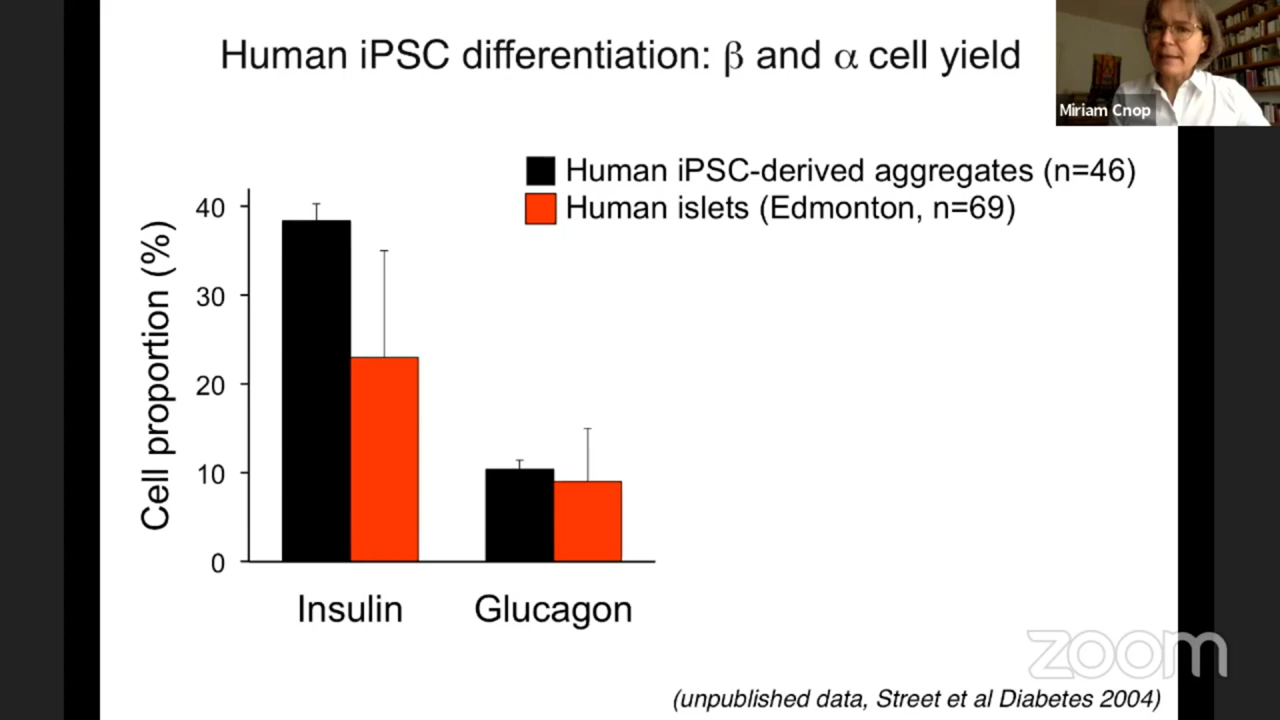 Human iPSC differentiation: β and α cell yield
Miriam Cnop
Human iPSC-derived aggregates (n=46)
Human islets (Edmonton, n=69)
Cell proportion (%)
40
30
20
10
0
Insulin
Glucagon
zoom
(unpublished data, Street et al Diabetes 2004)